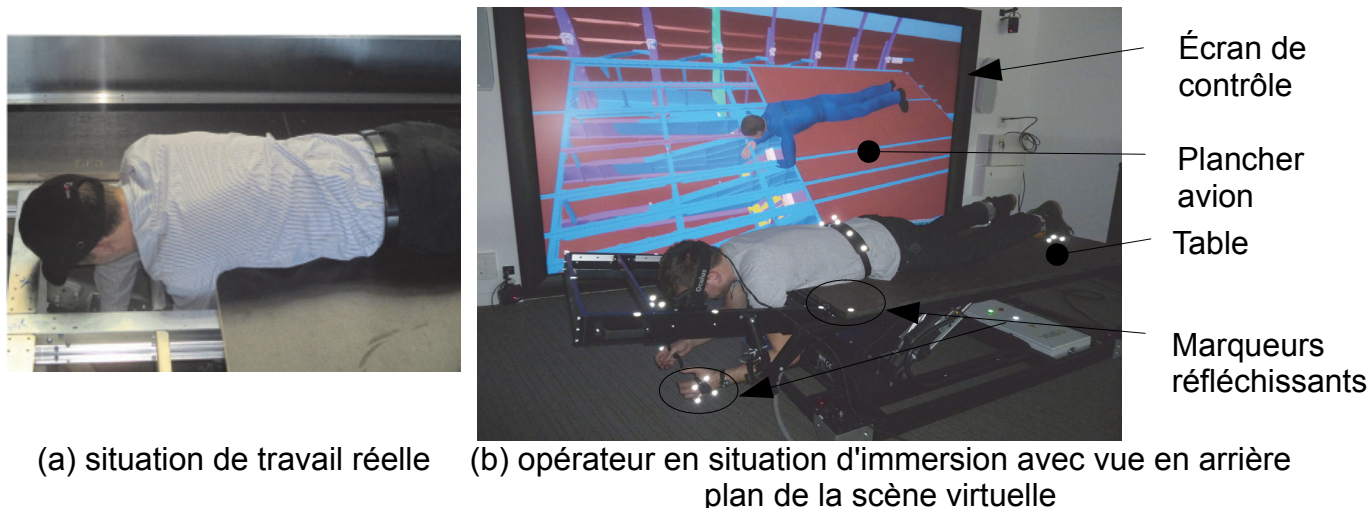 Écran de
contrôle
Plancher
avion
Table
Marqueurs
réfléchissants
Oculus
(a) situation de travail réelle
(b) opérateur en situation d'immersion avec vue en arrière
plan de la scène virtuelle